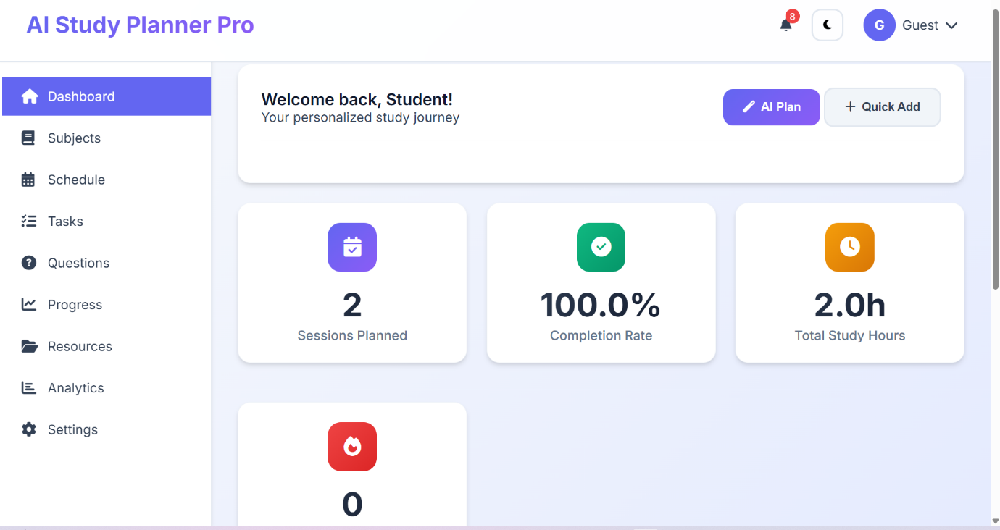 AI Study Planner Pro
8
G
Guest
Dashboard
Subjects
Schedule
Tasks
Questions
Progress
Resources
Analytics
Settings
Welcome back, Student!
Your personalized study journey
AI Plan
Quick Add
2
Sessions Planned
100.0%
Completion Rate
2.0h
Total Study Hours
0